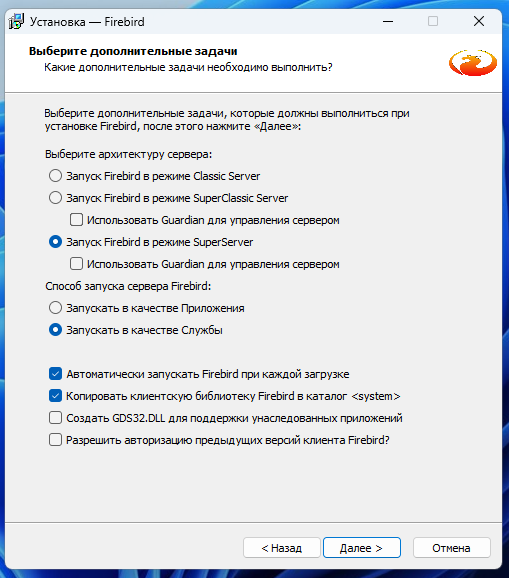 Установка — Firebird
Выберите дополнительные задачи
Какие дополнительные задачи необходимо выполнить?
Выберите дополнительные задачи, которые должны выполниться при
установке Firebird, после этого нажмите «Далее»:
Выберите архитектуру сервера:
Запуск Firebird в режиме Classic Server
Запуск Firebird в режиме SuperClassic Server
Использовать Guardian для управления сервером
Запуск Firebird в режиме SuperServer
Использовать Guardian для управления сервером
Способ запуска сервера Firebird:
Запускать в качестве Приложения
Запускать в качестве Службы
Автоматически запускать Firebird при каждой загрузке
Копировать клиентскую библиотеку Firebird в каталог <system>
Создать GDS32.DLL для поддержки унаследованных приложений
Разрешить авторизацию предыдущих версий клиента Firebird?
< Назад Далее > Отмена